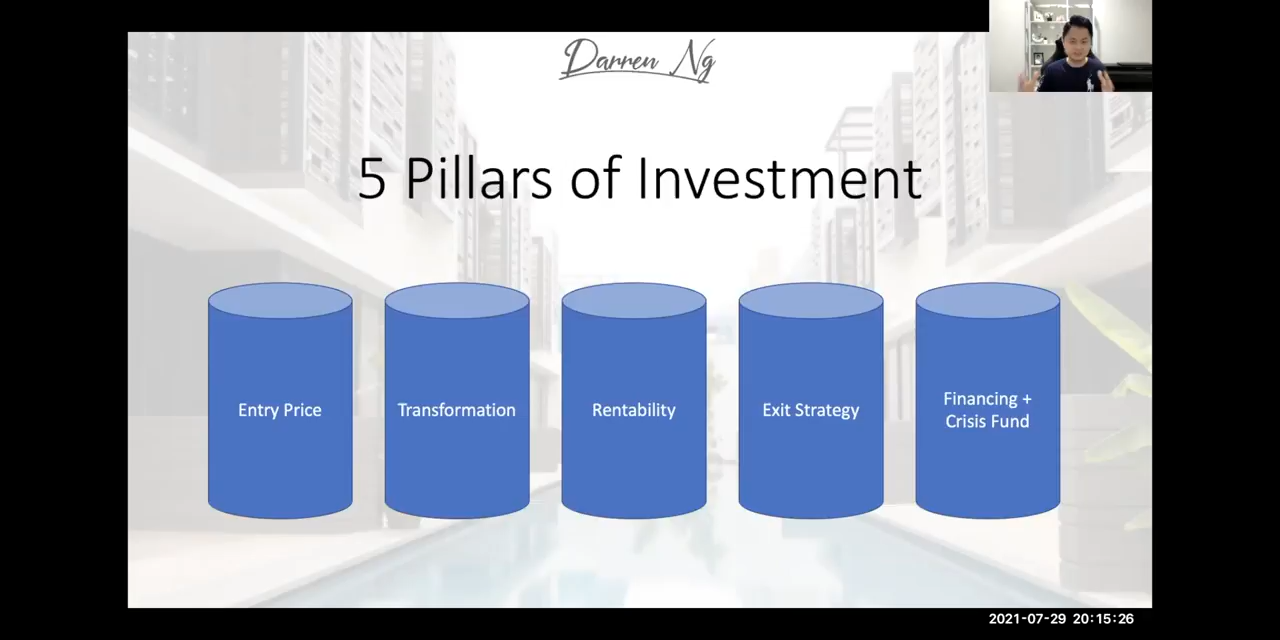 Darren Ng
5 Pillars of Investment
Entry Price
Transformation
Rentability
Exit Strategy
Financing +
Crisis Fund
2021-07-29 20:15:26